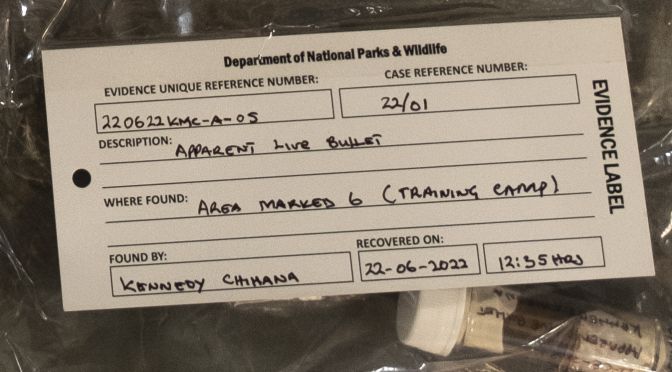 Department of National Parks & Wildlife
EVIDENCE UNIQUE REFERENCE NUMBER:
CASE REFERENCE NUMBER:
220622KMC-A-05
22/01
DESCRIPTION: APPARENT LIVE BULLET
WHERE FOUND: AREA MARKED 6 (TRAINING CAMP)
FOUND BY:
RECOVERED ON:
KENNEDY CHIHANA
22-06-2022
12:35 HRS
EVIDENCE LABEL